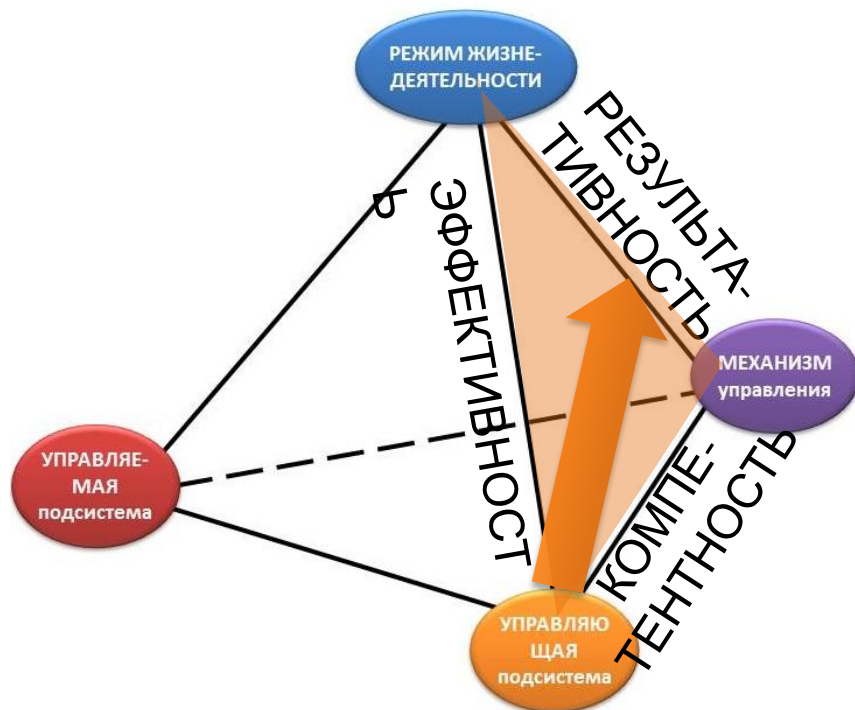 РЕЖИМ ЖИЗНЕ-
ДЕЯТЕЛЬНОСТИ
РЕЗУЛЬТА-
ТИВНОСТЬ
ЭФФЕКТИВНОСТ
Ь
МЕХАНИЗМ
управления
УПРАВЛЯЕ-
МАЯ
подсистема
КОМПЕ-
ТЕНТНОСТЬ
УПРАВЛЯЮ
ЩАЯ
подсистема